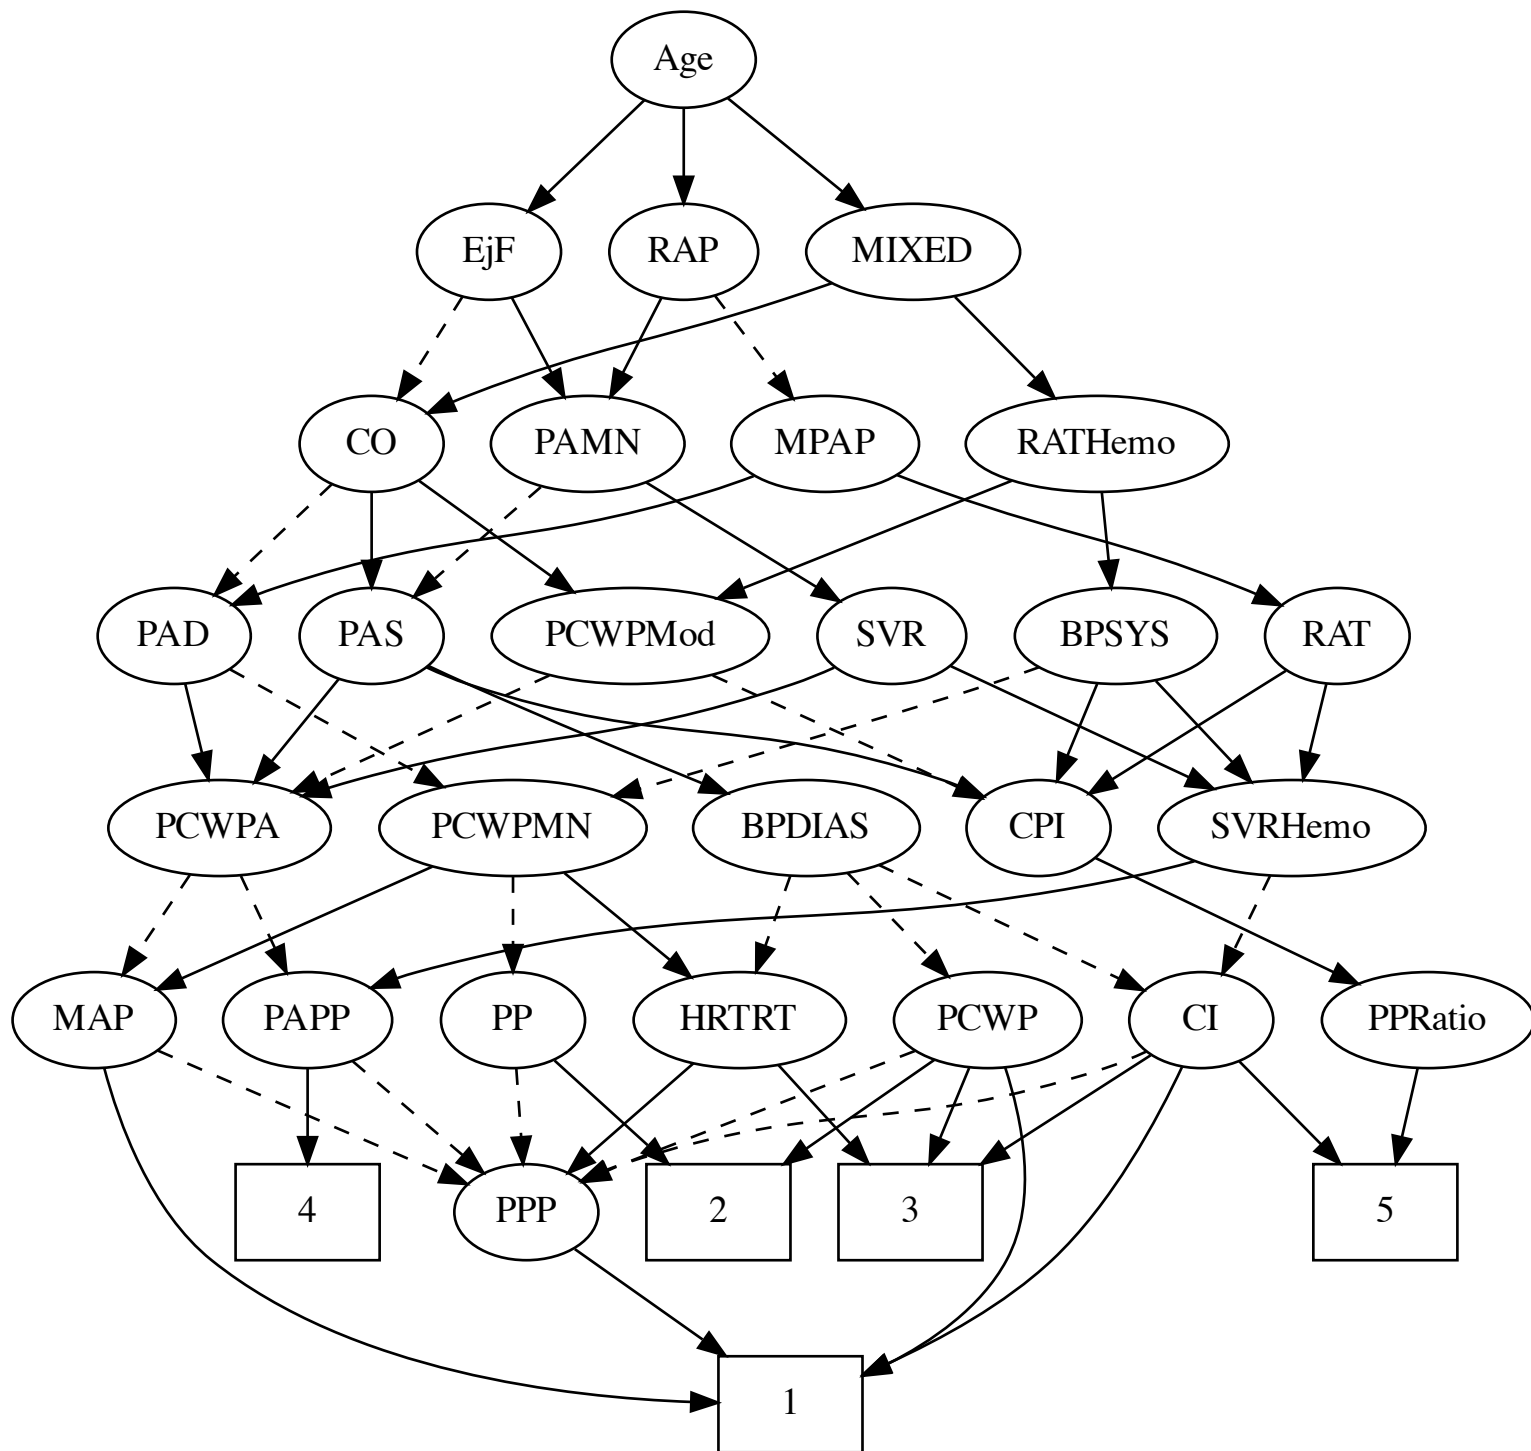 Age
EjF
RAP
MIXED
CO
PAMN
MPAP
RATHemo
PAD
PAS
PCWPMod
SVR
BPSYS
RAT
PCWPA
PCWPMN
BPDIAS
CPI
SVRHemo
MAP
PAPP
PP
HRTRT
PCWP
CI
PPRatio
4
PPP
2
3
5
1